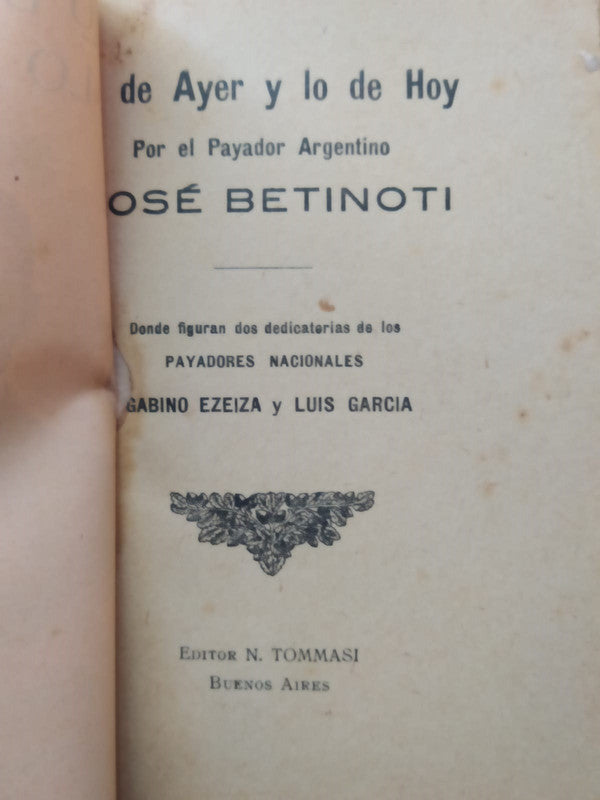 de Ayer y lo de Hoy
Por el Payador Argentino
OSÉ BETINOTI
Donde figuran dos dedicatorias de los
PAYADORES NACIONALES
GABINO EZEIZA y LUIS GARCIA
EDITOR N. TOMMASI
BUENOS AIRES